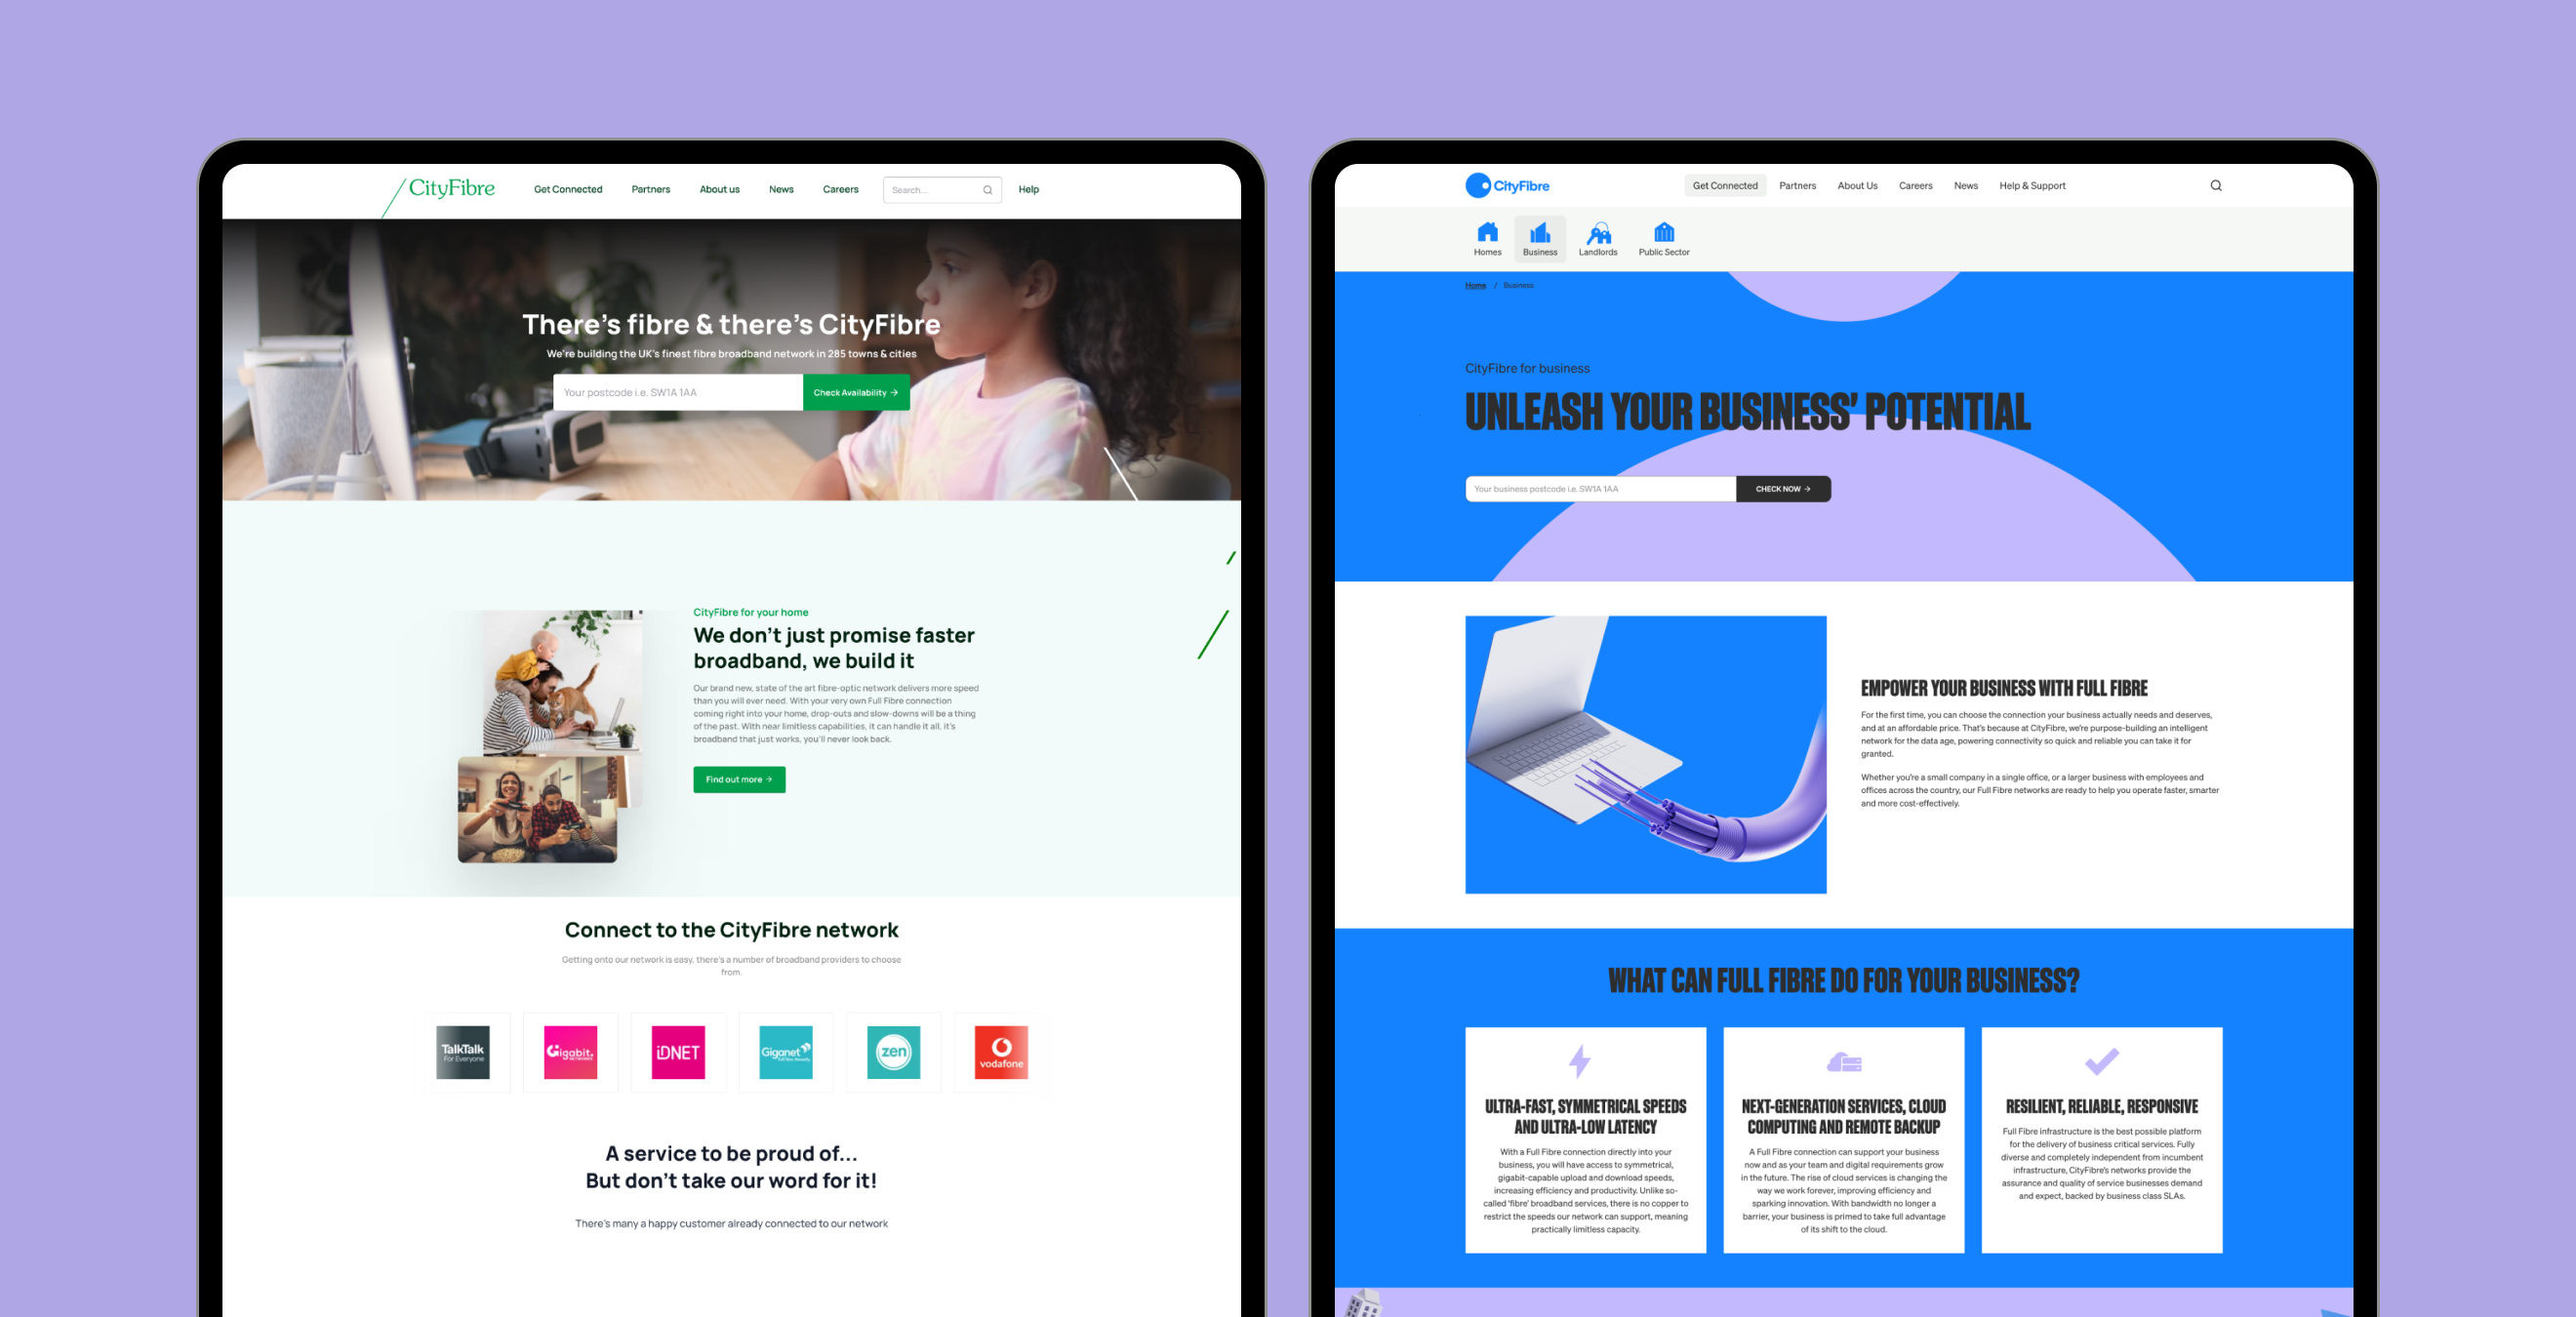 CityFibre
Get Connected
Partners
About us
News
Careers
Search...
Help
There's fibre & there's CityFibre
We're building the UK's finest fibre broadband network in 285 towns & cities
Your postcode i.e. SW1A 1AA
Check Availability →
CityFibre for your home
We don't just promise faster
broadband, we build it
Our brand new, state of the art fibre-optic network delivers more speed
than you will ever need. With your very own Full Fibre connection
coming right into your home, drop-outs and slow-downs will be a thing
of the past. With near limitless capabilities, it can handle it all, it's
broadband that just works, you'll never look back.
Find out more →
Connect to the CityFibre network
Getting onto our network is easy, there's a number of broadband providers to choose
from.
TalkTalk
For Everyone
Gigabit.
NETWORKS
iDNET
Giganet
zen
vodafone
A service to be proud of...
But don't take our word for it!
There's many a happy customer already connected to our network
CityFibre
Get Connected
Partners
About Us
Careers
News
Help & Support
Homes
Business
Landlords
Public Sector
Home / Business
CityFibre for business
UNLEASH YOUR BUSINESS' POTENTIAL
Your business postcode i.e. SW1A 1AA
CHECK NOW →
EMPOWER YOUR BUSINESS WITH FULL FIBRE
For the first time, you can choose the connection your business actually needs and deserves,
and at an affordable price. That's because at CityFibre, we're purpose-building an intelligent
network for the data age, powering connectivity so quick and reliable you can take it for
granted.
Whether you're a small company in a single office, or a larger business with employees and
offices across the country, our Full Fibre networks are ready to help you operate faster, smarter
and more cost-effectively.
WHAT CAN FULL FIBRE DO FOR YOUR BUSINESS?
ULTRA-FAST, SYMMETRICAL SPEEDS
AND ULTRA-LOW LATENCY
With a Full Fibre connection directly into your
business, you will have access to symmetrical,
gigabit-capable upload and download speeds,
increasing efficiency and productivity. Unlike so-
called 'fibre' broadband services, there is no copper to
restrict the speeds our network can support, meaning
practically limitless capacity.
NEXT-GENERATION SERVICES, CLOUD
COMPUTING AND REMOTE BACKUP
A Full Fibre connection can support your business
now and as your team and digital requirements grow
in the future. The rise of cloud services is changing the
way we work forever, improving efficiency and
sparking innovation. With bandwidth no longer a
barrier, your business is primed to take full advantage
of its shift to the cloud.
RESILIENT, RELIABLE, RESPONSIVE
Full Fibre infrastructure is the best possible platform
for the delivery of business critical services. Fully
diverse and completely independent from incumbent
infrastructure, CityFibre's networks provide the
assurance and quality of service businesses demand
and expect, backed by business class SLAs.